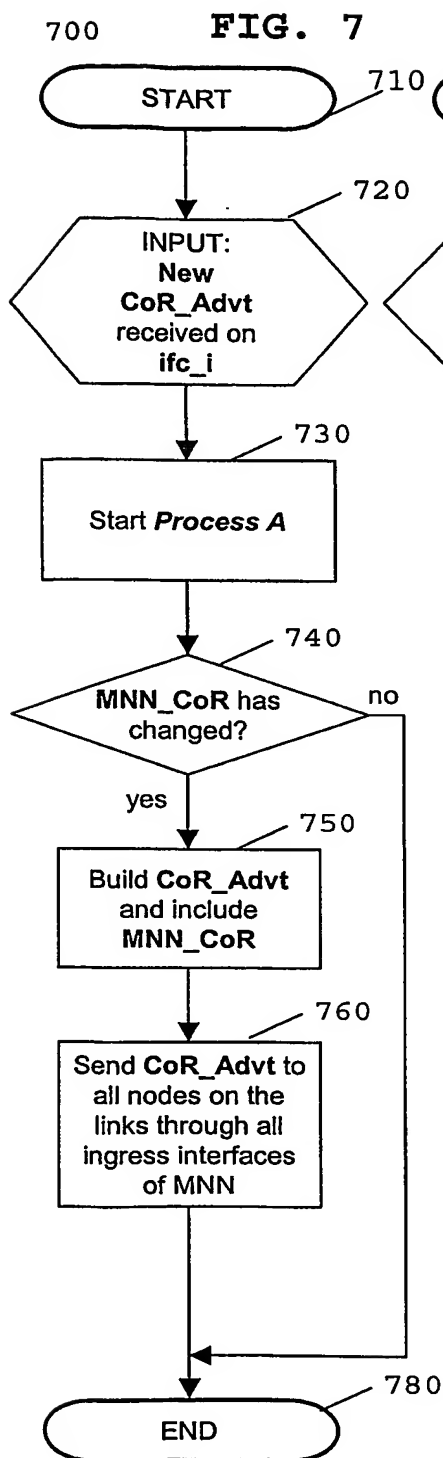 700
FIG. 7
START
710
720
INPUT:
New
CoR_Advt
received on
ifc_i
730
Start Process A
740
MNN_CoR has
changed?
no
yes
750
Build CoR_Advt
and include
MNN_CoR
760
Send CoR_Advt to
all nodes on the
links through all
ingress interfaces
of MNN
780
END